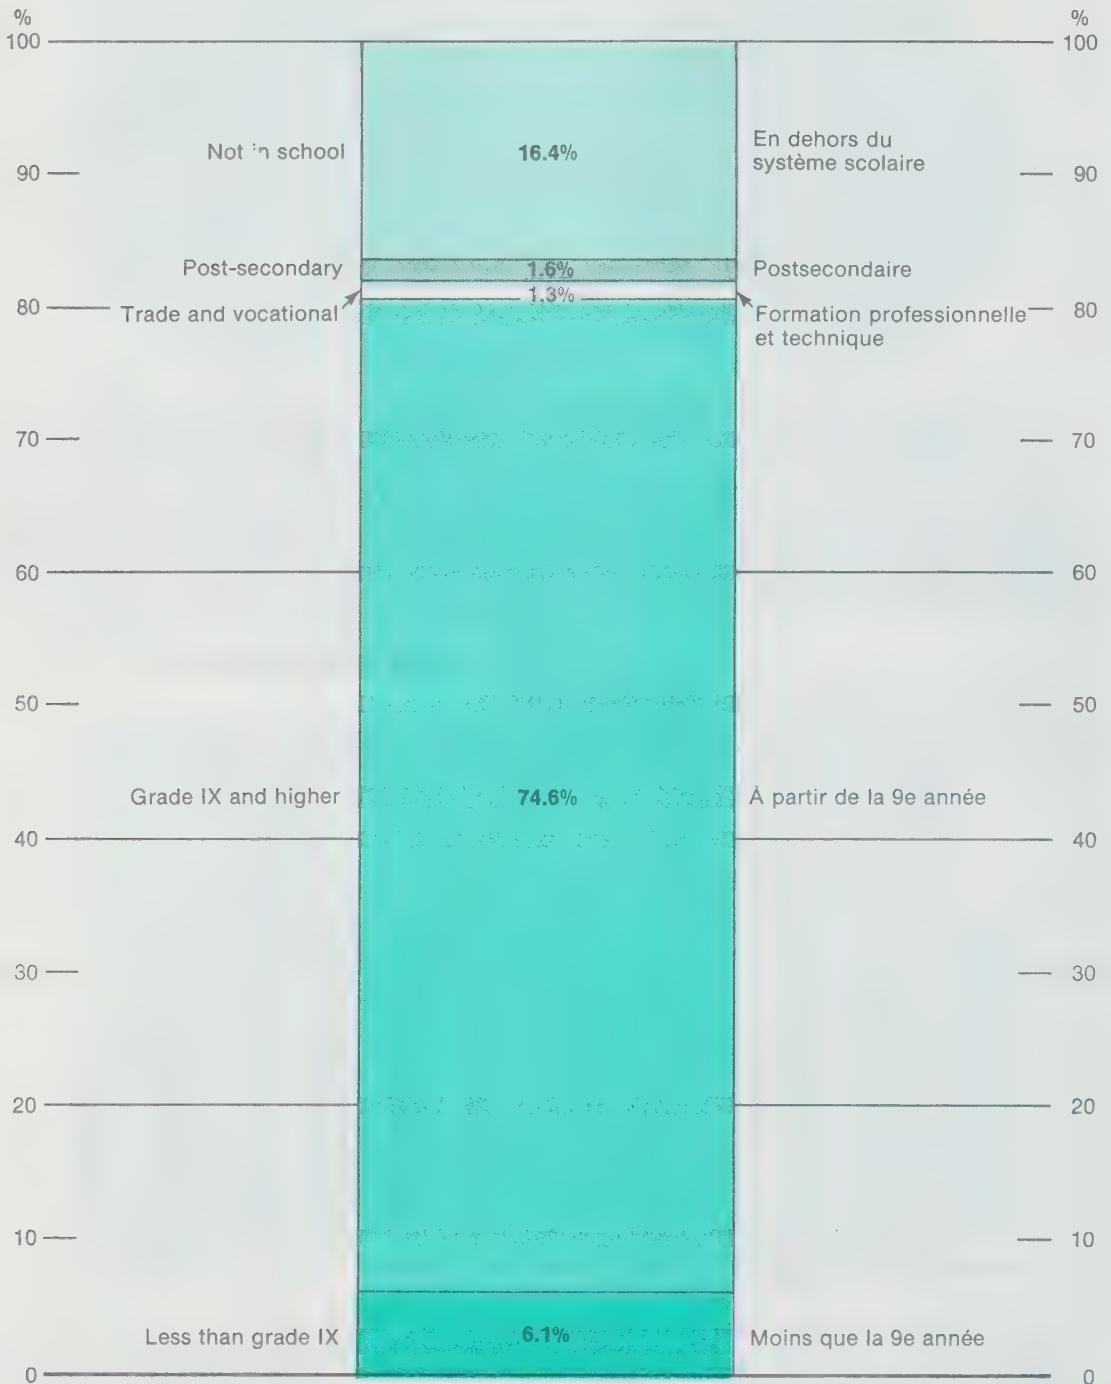 %
%
100
100
Not in school
16.4%
En dehors du
système scolaire
90
90
Post-secondary
1.6%
Postsecondaire
1.3%
80
Trade and vocational
Formation professionnelle
et technique
80
70
70
60
60
50
50
Grade IX and higher
74.6%
À partir de la 9e année
40
40
30
30
20
20
10
10
Less than grade IX
6.1%
Moins que la 9e année
0
0